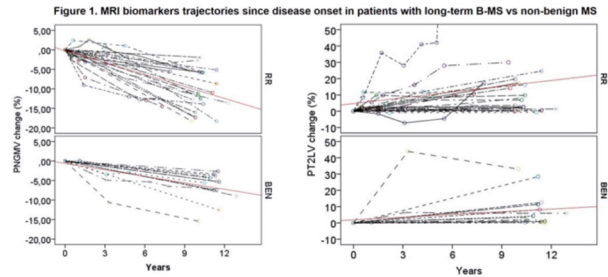 Figure 1. MRI biomarkers trajectories since disease onset in patients with long-term B-MS vs non-benign MS
PNGMV change (%)
5,00
0,00
-5,00
-10,00
-15,00
-20,00
RR
5,00
0,00
-5,00
-10,00
-15,00
-20,00
BEN
0 3 6 9 12
Years
PT2LV change (%)
50
40
30
20
10
0
-10
RR
50
40
30
20
10
0
-10
BEN
0 3 6 9 12
Years